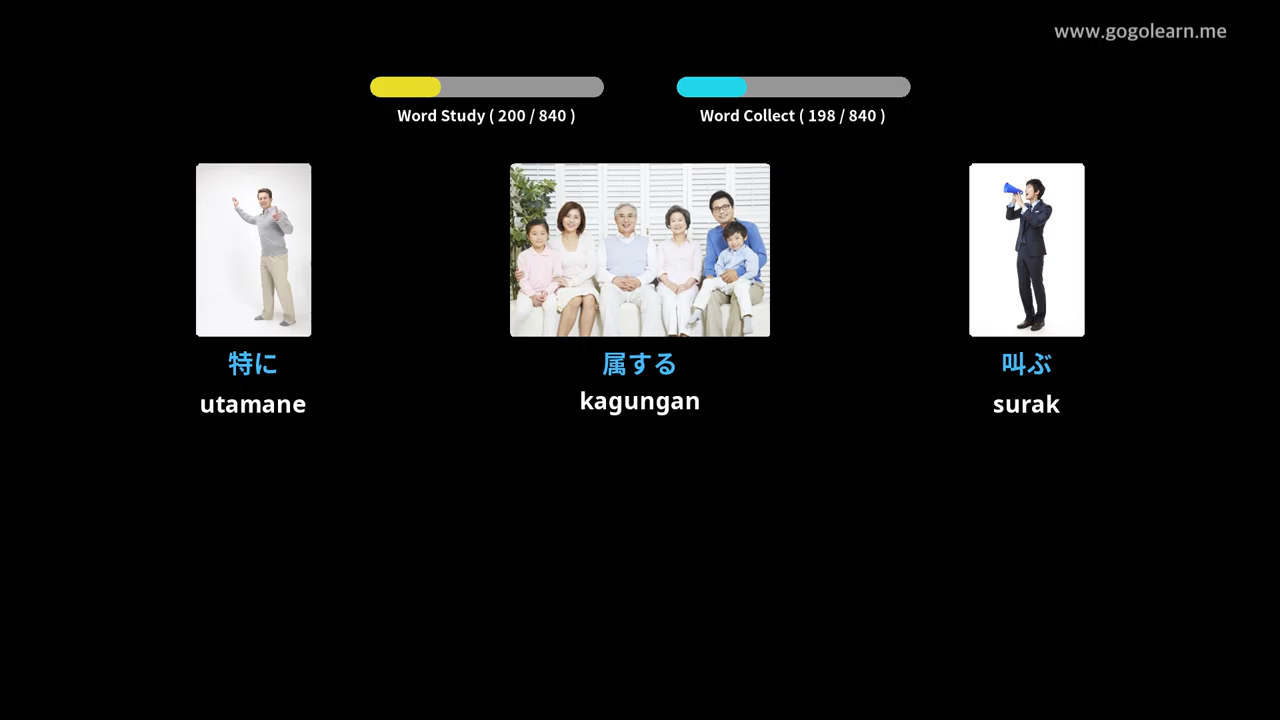 www.gogolearn.me
Word Study ( 200 / 840 )
Word Collect ( 198 / 840 )
特に
属する
叫ぶ
utamane
kagungan
surak